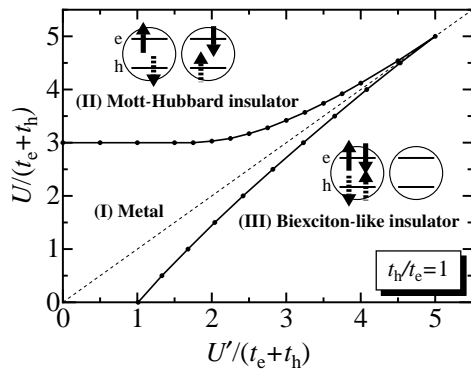 5
4
3
2
1
0
U/(te+th)
e
h
(II) Mott-Hubbard insulator
(I) Metal
e
h
(III) Biexciton-like insulator
th/te=1
0 1 2 3 4 5
U′/(te+th)